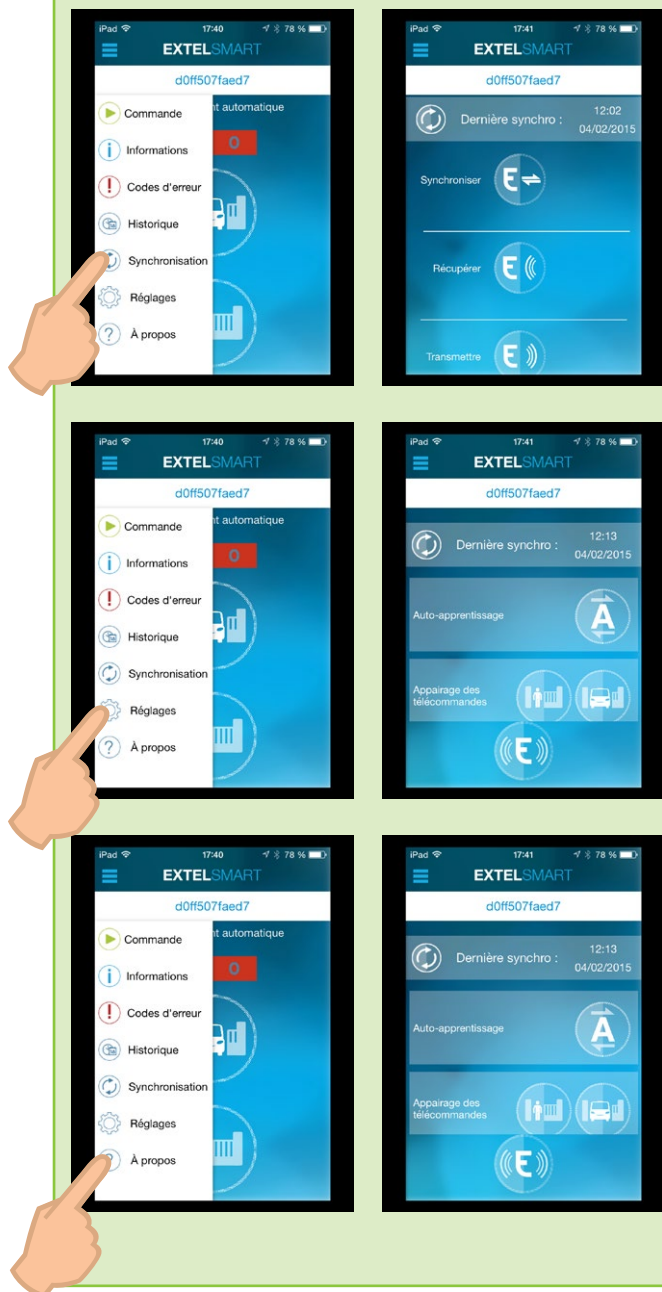 iPad 17:40 78 %
EXTELSMART
d0ff507faed7
Commande
nt automatique
Informations
0
Codes d'erreur
Historique
Synchronisation
Réglages
À propos
iPad 17:41 78 %
EXTELSMART
d0ff507faed7
Dernière synchro : 12:02
04/02/2015
Synchroniser E
Récupérer E
Transmettre E
iPad 17:40 78 %
EXTELSMART
d0ff507faed7
Commande
nt automatique
Informations
0
Codes d'erreur
Historique
Synchronisation
Réglages
À propos
iPad 17:41 78 %
EXTELSMART
d0ff507faed7
Dernière synchro : 12:13
04/02/2015
Auto-apprentissage A
Appairage des
télécommandes
E
iPad 17:40 78 %
EXTELSMART
d0ff507faed7
Commande
nt automatique
Informations
0
Codes d'erreur
Historique
Synchronisation
Réglages
À propos
iPad 17:41 78 %
EXTELSMART
d0ff507faed7
Dernière synchro : 12:13
04/02/2015
Auto-apprentissage A
Appairage des
télécommandes
E